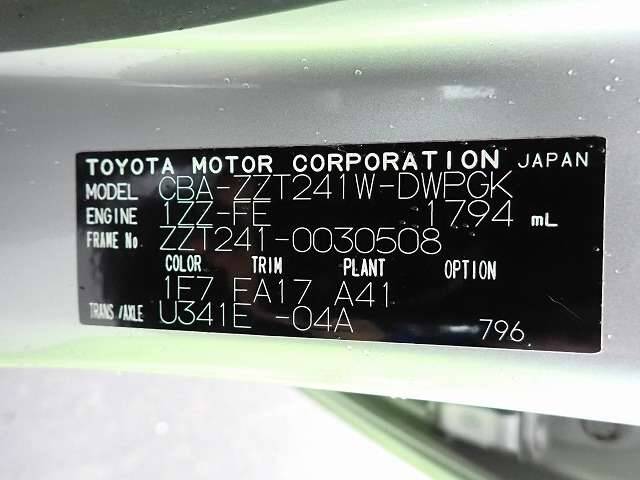 TOYOTA MOTOR CORPORATION JAPAN
MODEL CBA-ZZT241W-DWPGK
ENGINE 1ZZ-FE 1794 mL
FRAME No. ZZT241-0030508
COLOR TRIM PLANT OPTION
1F7 FA17 A41
TRANS./AXLE U341E -04A 796